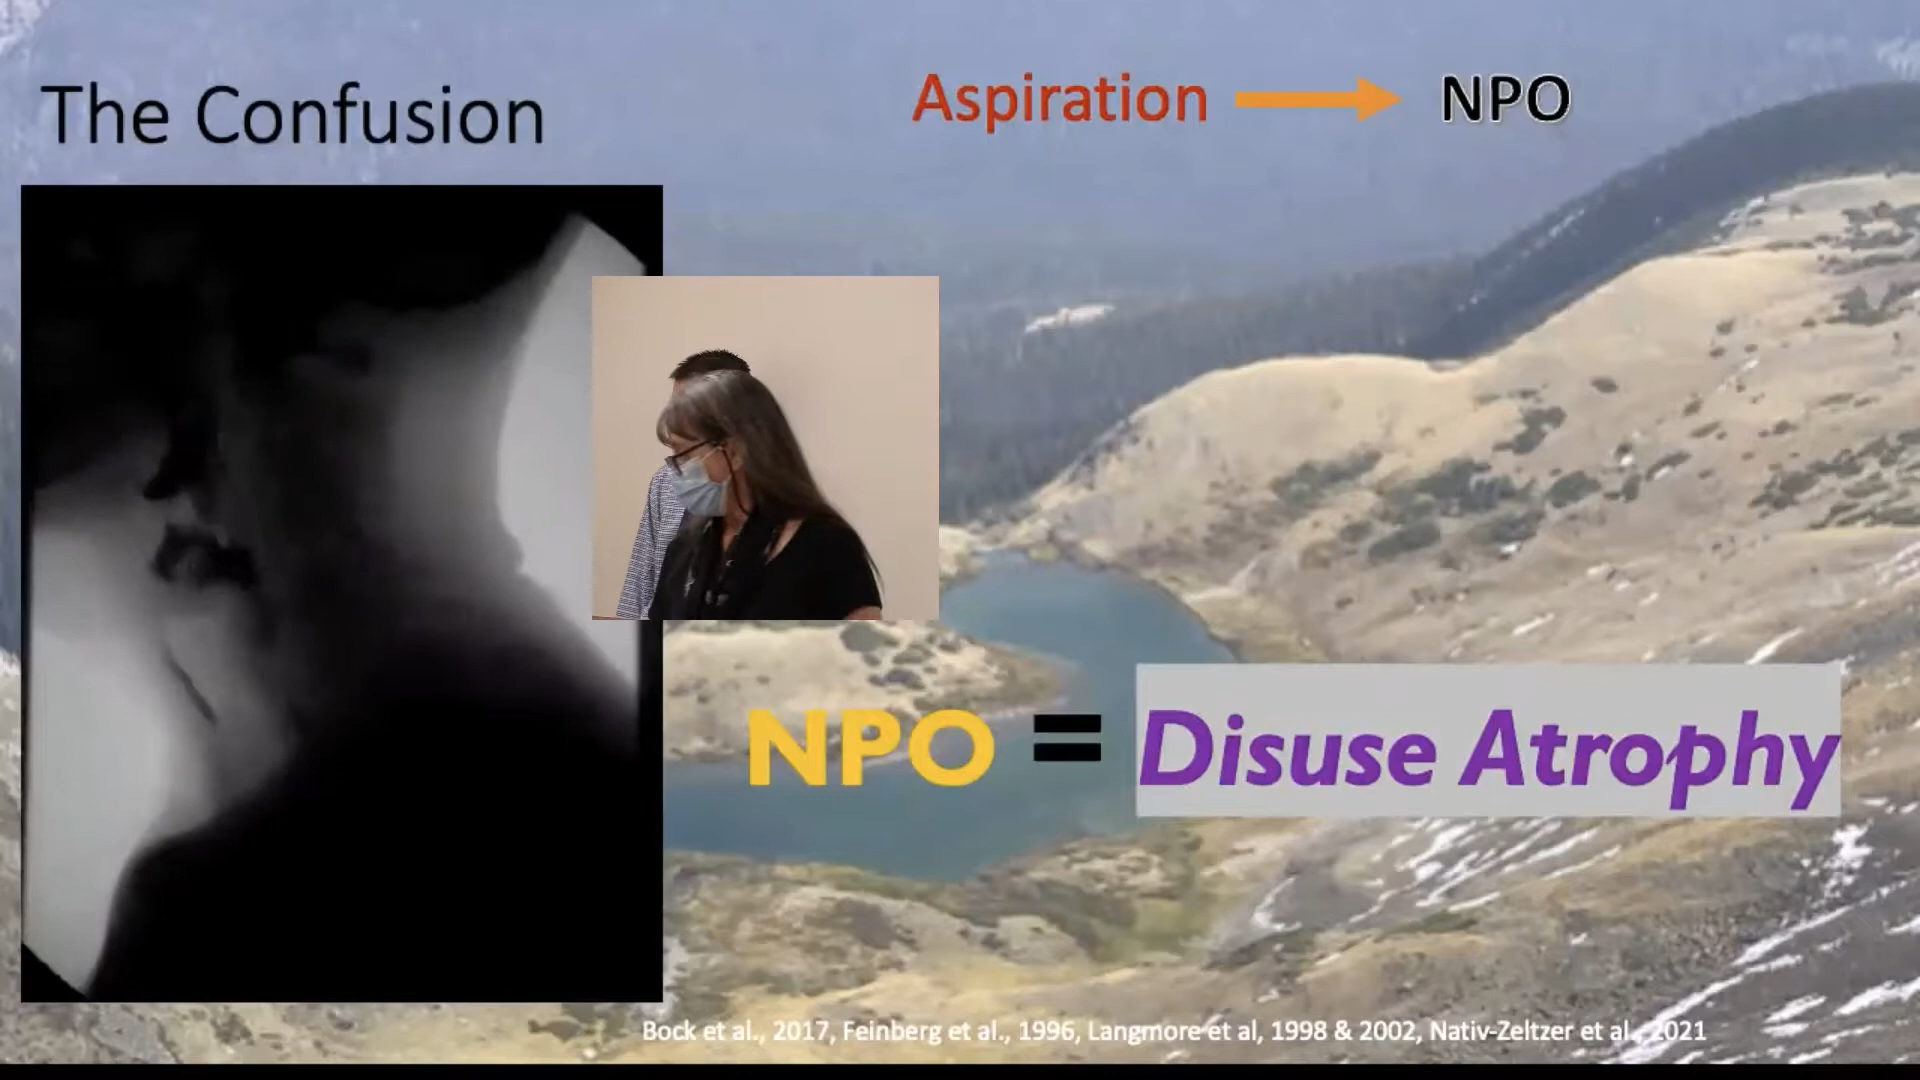 The Confusion
Aspiration → NPO
NPO = Disuse Atrophy
Bock et al., 2017, Feinberg et al., 1996, Langmore et al, 1998 & 2002, Nativ-Zeltzer et al., 2021